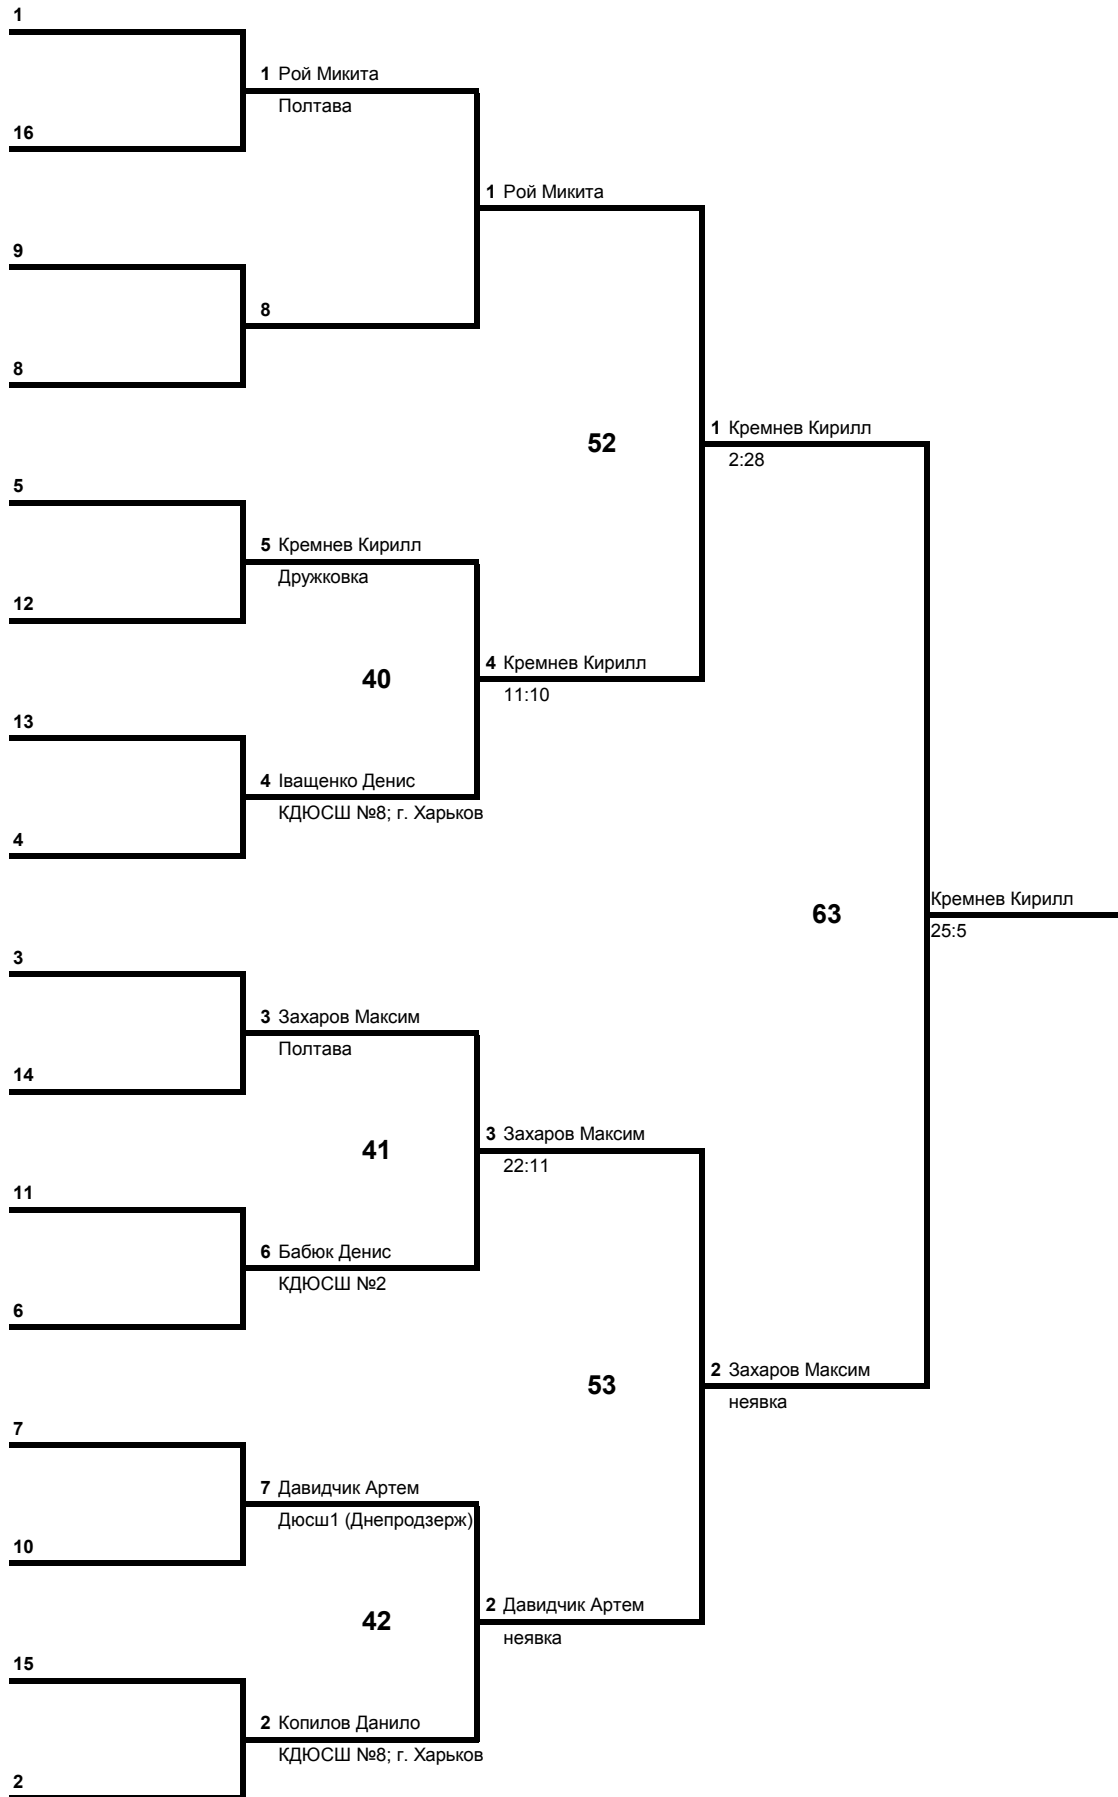 1
1 Рой Микита
Полтава
16
1 Рой Микита
9
8
8
1 Кремнев Кирилл
52
2:28
5
5 Кремнев Кирилл
Дружковка
12
4 Кремнев Кирилл
40
11:10
13
4 Іващенко Денис
КДЮСШ №8; г. Харьков
4
Кремнев Кирилл
63
25:5
3
3 Захаров Максим
Полтава
14
3 Захаров Максим
41
22:11
11
6 Бабюк Денис
КДЮСШ №2
6
2 Захаров Максим
53
неявка
7
7 Давидчик Артем
Дюсш1 (Днепродзерж)
10
2 Давидчик Артем
42
неявка
15
2 Копилов Данило
КДЮСШ №8; г. Харьков
2